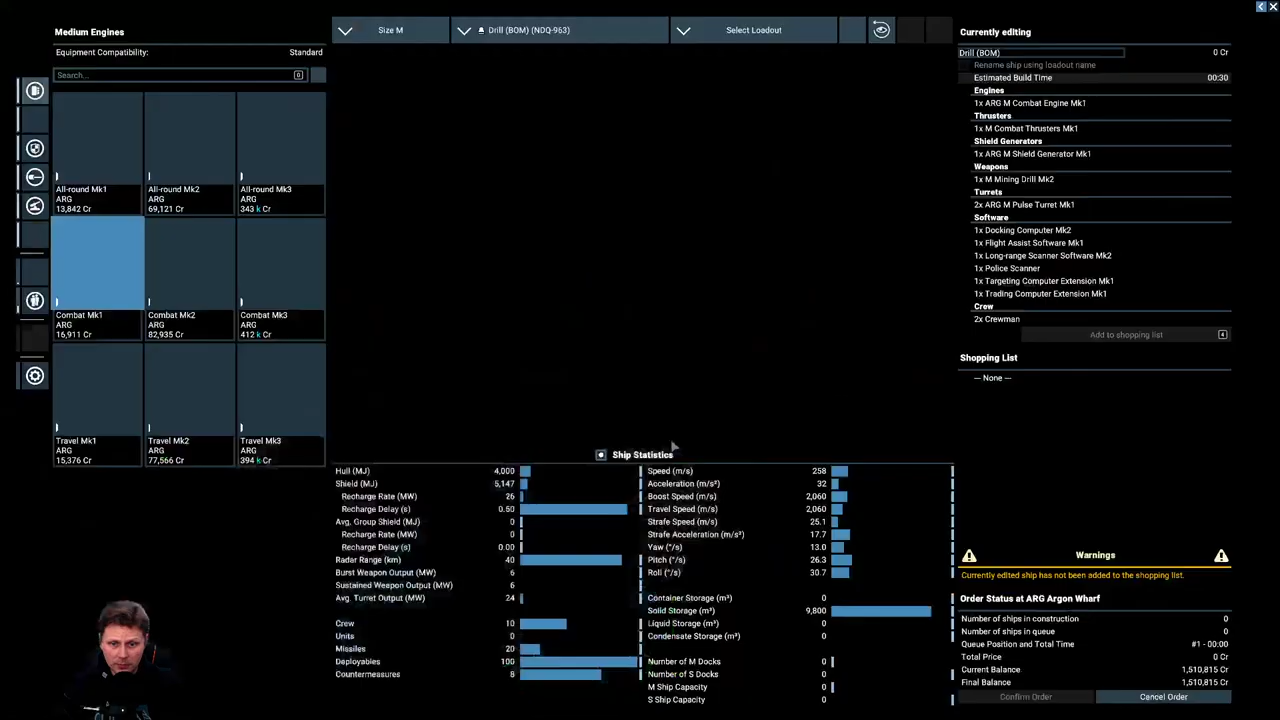 Medium Engines
Equipment Compatibility: Standard
Search...
All-round Mk1
ARG
13,842 Cr
All-round Mk2
ARG
69,121 Cr
All-round Mk3
ARG
343 k Cr
Combat Mk1
ARG
16,911 Cr
Combat Mk2
ARG
82,935 Cr
Combat Mk3
ARG
412 k Cr
Travel Mk1
ARG
15,376 Cr
Travel Mk2
ARG
77,566 Cr
Travel Mk3
ARG
394 k Cr
Size M
Drill (BOM) (NDQ-963)
Select Loadout
Ship Statistics
Hull (MJ) 4,000
Shield (MJ) 5,147
Recharge Rate (MW) 26
Recharge Delay (s) 0.50
Avg. Group Shield (MJ) 0
Recharge Rate (MW) 0
Recharge Delay (s) 0.00
Radar Range (km) 40
Burst Weapon Output (MW) 6
Sustained Weapon Output (MW) 6
Avg. Turret Output (MW) 24
Crew 10
Units 0
Missiles 20
Deployables 100
Countermeasures 8
Speed (m/s) 258
Acceleration (m/s²) 32
Boost Speed (m/s) 2,060
Travel Speed (m/s) 2,060
Strafe Speed (m/s) 25.1
Strafe Acceleration (m/s²) 17.7
Yaw (°/s) 13.0
Pitch (°/s) 26.3
Roll (°/s) 30.7
Container Storage (m³) 0
Solid Storage (m³) 9,800
Liquid Storage (m³) 0
Condensate Storage (m³) 0
Number of M Docks 0
Number of S Docks 0
M Ship Capacity 0
S Ship Capacity 0
Currently editing
Drill (BOM) 0 Cr
Rename ship using loadout name
Estimated Build Time 00:30
Engines
1x ARG M Combat Engine Mk1
Thrusters
1x M Combat Thrusters Mk1
Shield Generators
1x ARG M Shield Generator Mk1
Weapons
1x M Mining Drill Mk2
Turrets
2x ARG M Pulse Turret Mk1
Software
1x Docking Computer Mk2
1x Flight Assist Software Mk1
1x Long-range Scanner Software Mk2
1x Police Scanner
1x Targeting Computer Extension Mk1
1x Trading Computer Extension Mk1
Crew
2x Crewman
Add to shopping list
Shopping List
— None —
Warnings
Currently edited ship has not been added to the shopping list.
Order Status at ARG Argon Wharf
Number of ships in construction 0
Number of ships in queue 0
Queue Position and Total Time #1 - 00:00
Total Price 0 Cr
Current Balance 1,510,815 Cr
Final Balance 1,510,815 Cr
Confirm Order
Cancel Order